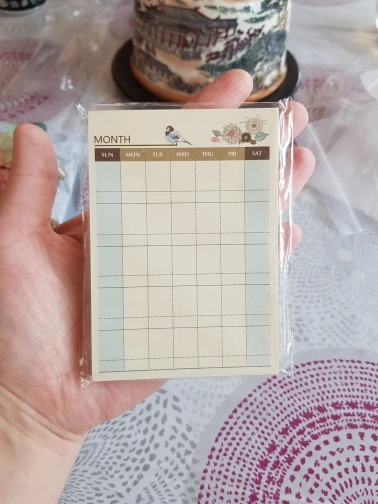 MONTH
SUN MON TUE WED THU FRI SAT